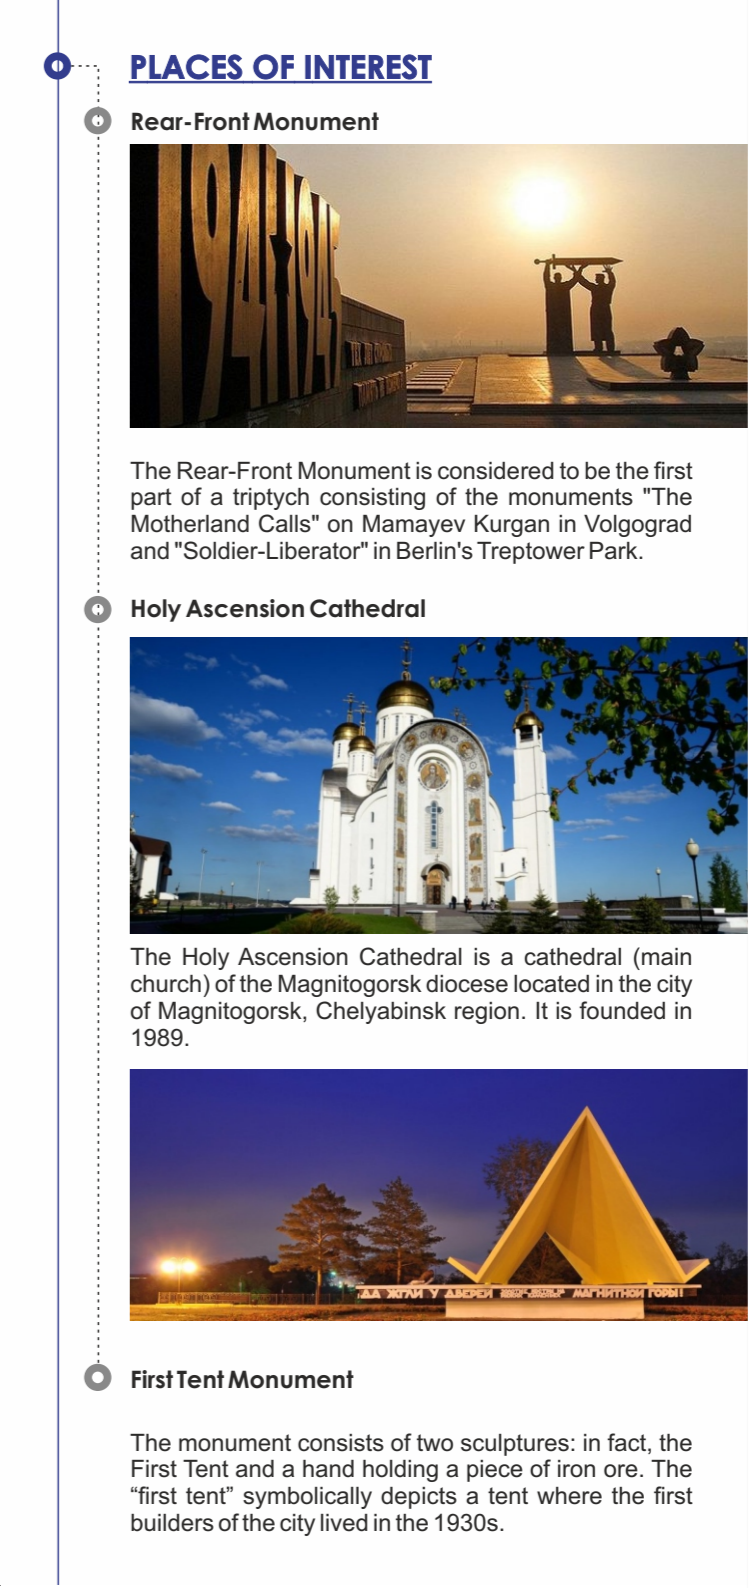 PLACES OF INTEREST
Rear-Front Monument
1941-1945
The Rear-Front Monument is considered to be the first
part of a triptych consisting of the monuments "The
Motherland Calls" on Mamayev Kurgan in Volgograd
and "Soldier-Liberator" in Berlin's Treptower Park.
Holy Ascension Cathedral
The Holy Ascension Cathedral is a cathedral (main
church) of the Magnitogorsk diocese located in the city
of Magnitogorsk, Chelyabinsk region. It is founded in
1989.
ДА ЖГЛИ У ДВЕРЕЙ МАГНИТНОЙ ГОРЫ!
First Tent Monument
The monument consists of two sculptures: in fact, the
First Tent and a hand holding a piece of iron ore. The
“first tent” symbolically depicts a tent where the first
builders of the city lived in the 1930s.